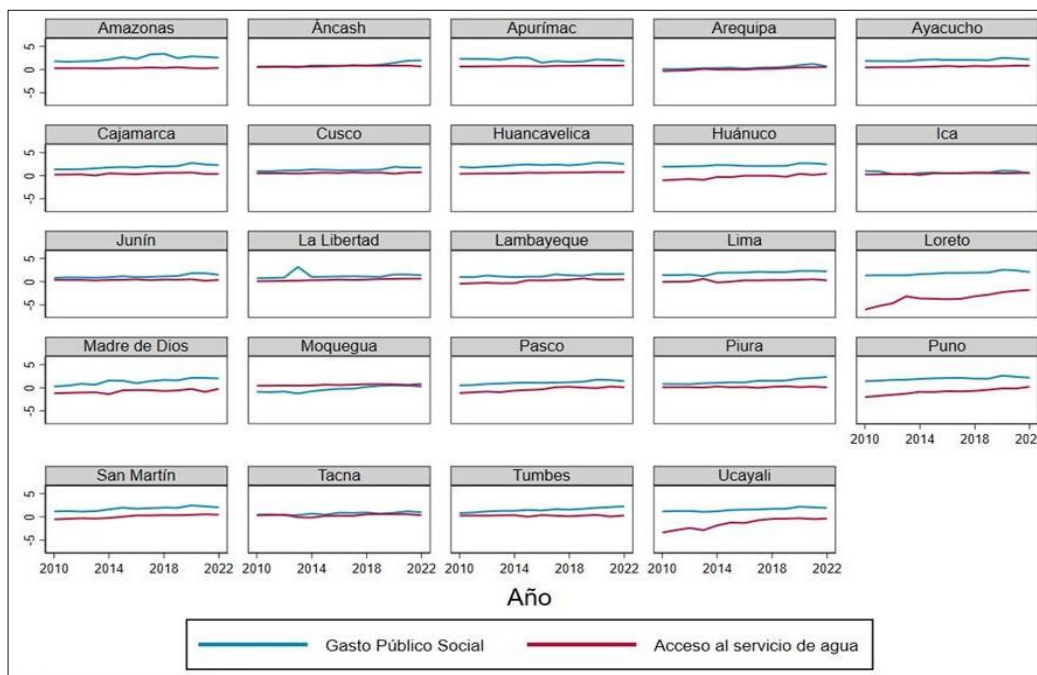 Amazonas Áncash Apurímac Arequipa Ayacucho
5
0
-5
Cajamarca Cusco Huancavelica Huánuco Ica
5
0
-5
Junín La Libertad Lambayeque Lima Loreto
5
0
-5
Madre de Dios Moquegua Pasco Piura Puno
5
0
-5
2010 2014 2018 2022
San Martín Tacna Tumbes Ucayali
5
0
-5
2010 2014 2018 2022 2010 2014 2018 2022 2010 2014 2018 2022 2010 2014 2018 2022
Año
Gasto Público Social Acceso al servicio de agua